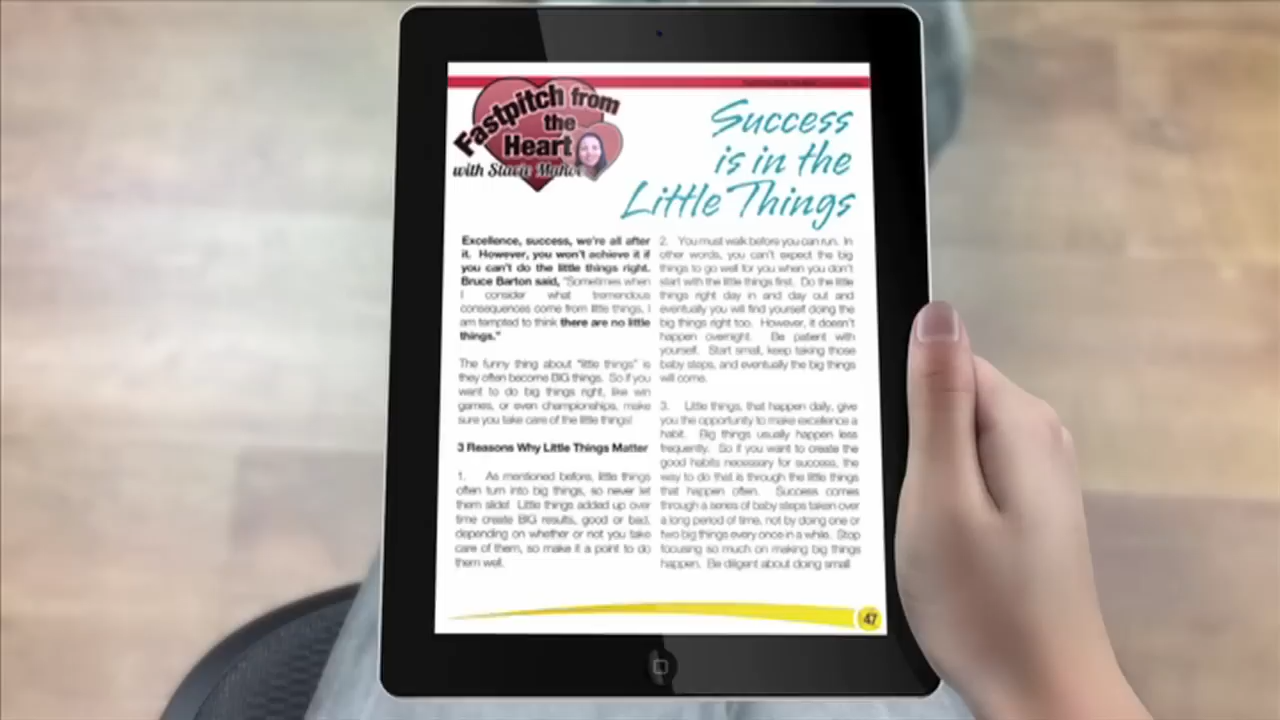 Fastpitch from
the
Heart
with Stacie
Success
is in the
Little Things
Excellence, success, we're all after
it. However, you won't achieve it if
you can't do the little things right.
Bruce Barton said, "Sometimes when
I consider what tremendous
consequences come from little things, I
am tempted to think there are no little
things."
The funny thing about "little things" is
they often become BIG things. So if you
want to do big things right, like win
games, or even championships, make
sure you take care of the little things!
3 Reasons Why Little Things Matter
1. As mentioned before, little things
often turn into big things, so never let
them slide! Little things added up over
time create BIG results, good or bad,
depending on whether or not you take
care of them, so make it a point to do
them well.
2. You must walk before you can run. In
other words, you can't expect the big
things to go well for you when you don't
start with the little things first. Do the little
things right day in and day out and
eventually you will find yourself doing the
big things right too. However, it doesn't
happen overnight. Be patient with
yourself. Start small, keep taking those
baby steps, and eventually the big things
will come.
3. Little things, that happen daily, give
you the opportunity to make excellence a
habit. Big things usually happen less
frequently. So if you want to create the
good habits necessary for success, the
way to do that is through the little things
that happen often. Success comes
through a series of baby steps taken over
a long period of time, not by doing one or
two big things every once in a while. Stop
focusing so much on making big things
happen. Be diligent about doing small
47